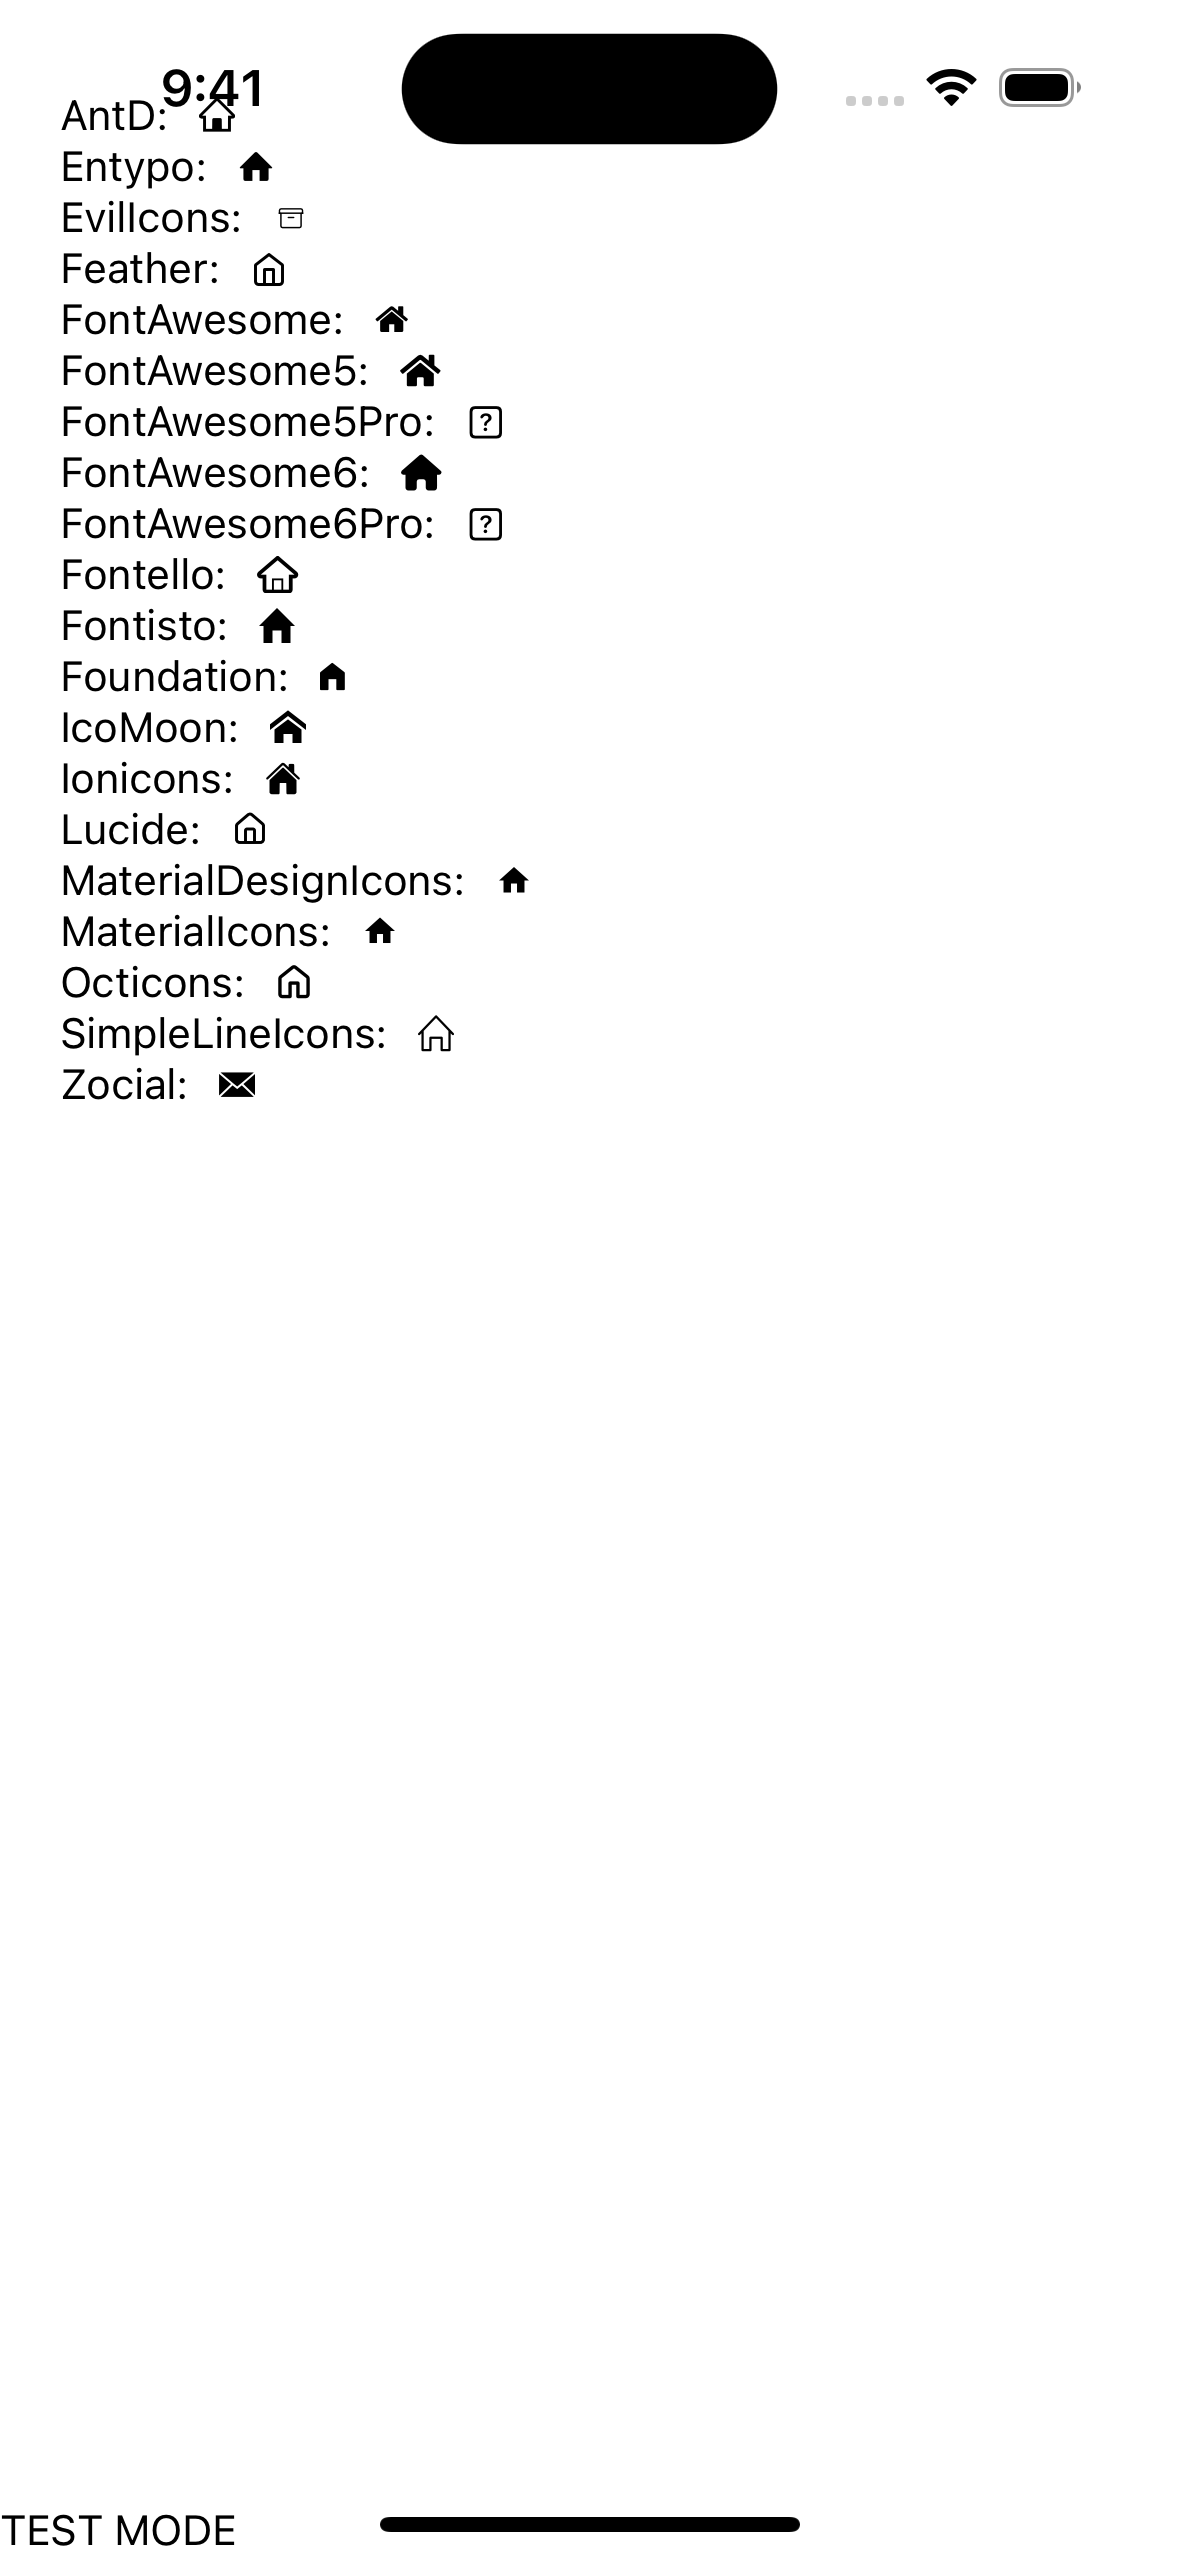 9:41
AntD:
Entypo:
EvilIcons:
Feather:
FontAwesome:
FontAwesome5:
FontAwesome5Pro: ?
FontAwesome6:
FontAwesome6Pro: ?
Fontello:
Fontisto:
Foundation:
IcoMoon:
Ionicons:
Lucide:
MaterialDesignIcons:
MaterialIcons:
Octicons:
SimpleLineIcons:
Zocial:
TEST MODE